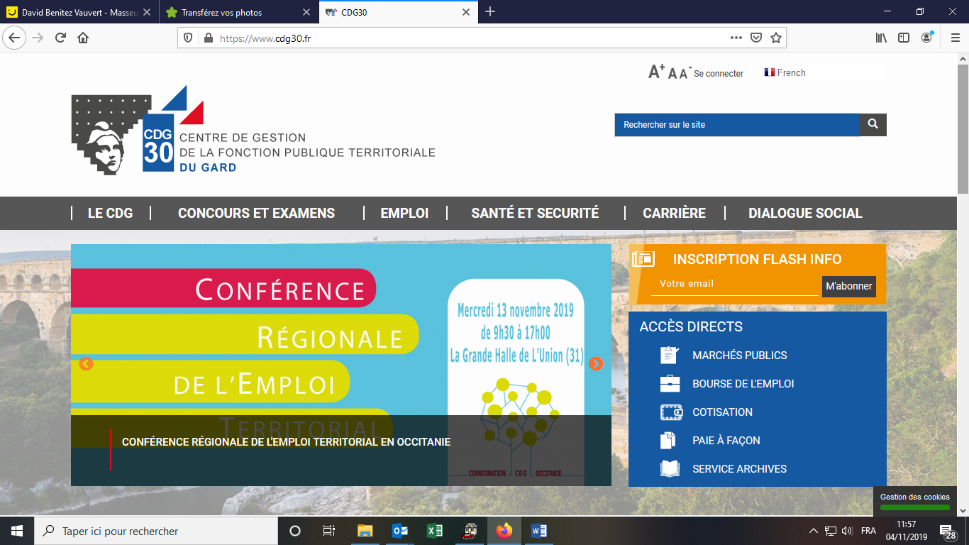 David Benitez Vauvert - Masseu
Transférez vos photos
CDG30
https://www.cdg30.fr
A+ A A- Se connecter French
CDG 30
CENTRE DE GESTION
DE LA FONCTION PUBLIQUE TERRITORIALE
DU GARD
Rechercher sur le site
LE CDG
CONCOURS ET EXAMENS
EMPLOI
SANTÉ ET SECURITÉ
CARRIÈRE
DIALOGUE SOCIAL
CONFÉRENCE
RÉGIONALE
DE L'EMPLOI
TERRITORIAL
Mercredi 13 novembre 2019
de 9h30 à 17h00
La Grande Halle de L'Union (31)
COORDINATION CDG OCCITANIE
CONFÉRENCE RÉGIONALE DE L'EMPLOI TERRITORIAL EN OCCITANIE
INSCRIPTION FLASH INFO
Votre email
M'abonner
ACCÈS DIRECTS
MARCHÉS PUBLICS
BOURSE DE L'EMPLOI
COTISATION
PAIE À FAÇON
SERVICE ARCHIVES
Gestion des cookies
Taper ici pour rechercher
FRA
11:57
04/11/2019
28